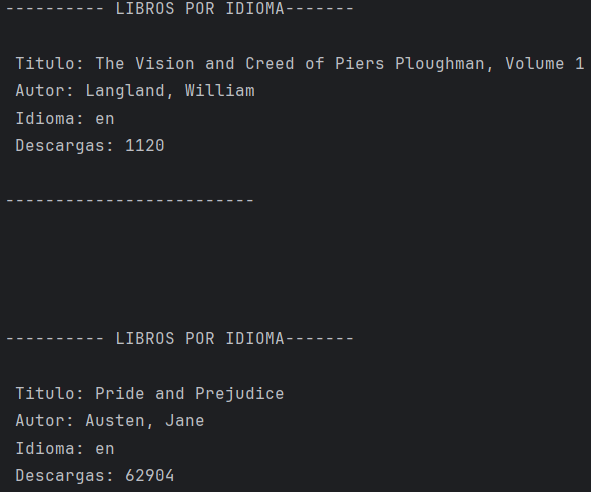 ---------- LIBROS POR IDIOMA-------
Titulo: The Vision and Creed of Piers Ploughman, Volume 1
Autor: Langland, William
Idioma: en
Descargas: 1120
-------------------------
---------- LIBROS POR IDIOMA-------
Titulo: Pride and Prejudice
Autor: Austen, Jane
Idioma: en
Descargas: 62904